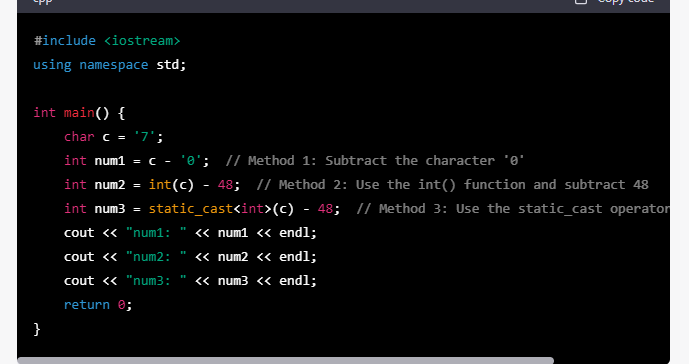 cpp
Copy code
#include <iostream>
using namespace std;
int main() {
char c = '7';
int num1 = c - '0';  // Method 1: Subtract the character '0'
int num2 = int(c) - 48;  // Method 2: Use the int() function and subtract 48
int num3 = static_cast<int>(c) - 48;  // Method 3: Use the static_cast operator
cout << "num1: " << num1 << endl;
cout << "num2: " << num2 << endl;
cout << "num3: " << num3 << endl;
return 0;
}